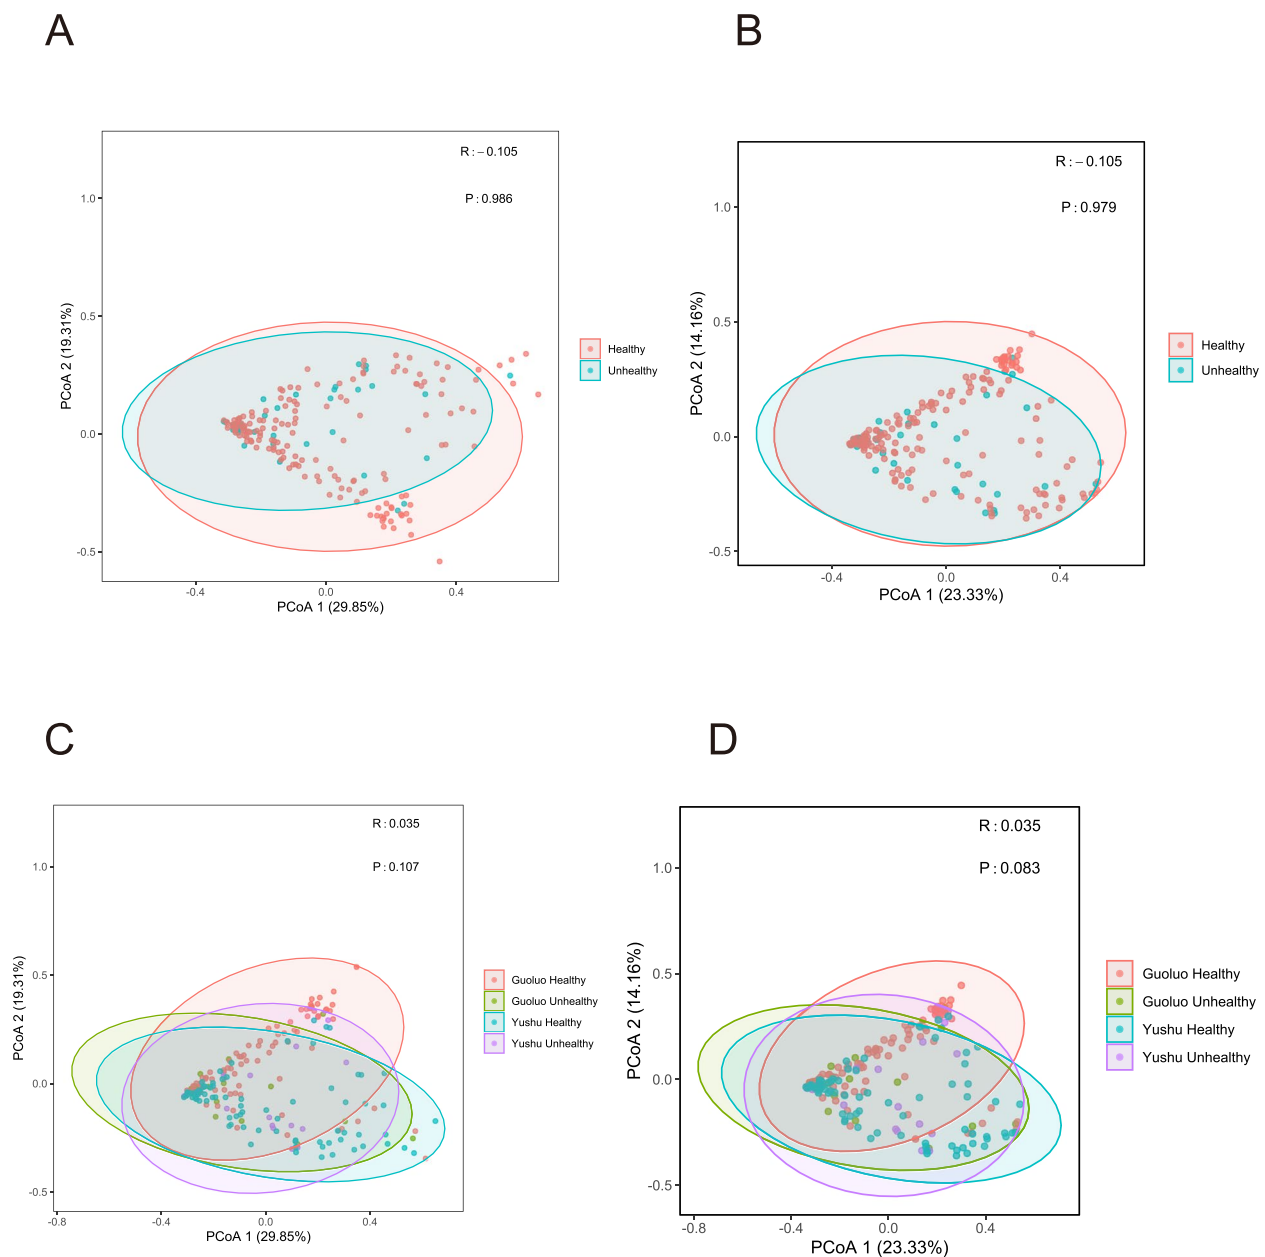 A
R : – 0.105
P : 0.986
1.0
0.5
0.0
-0.5
PCoA 2 (19.31%)
-0.4
0.0
0.4
PCoA 1 (29.85%)
Healthy
Unhealthy
B
R : – 0.105
P : 0.979
1.0
0.5
0.0
-0.5
PCoA 2 (14.16%)
-0.4
0.0
0.4
PCoA 1 (23.33%)
Healthy
Unhealthy
C
R : 0.035
P : 0.107
1.0
0.5
0.0
-0.5
PCoA 2 (19.31%)
-0.8
-0.4
0.0
0.4
PCoA 1 (29.85%)
Guoluo Healthy
Guoluo Unhealthy
Yushu Healthy
Yushu Unhealthy
D
R : 0.035
P : 0.083
1.0
0.5
0.0
-0.5
PCoA 2 (14.16%)
-0.8
-0.4
0.0
0.4
PCoA 1 (23.33%)
Guoluo Healthy
Guoluo Unhealthy
Yushu Healthy
Yushu Unhealthy